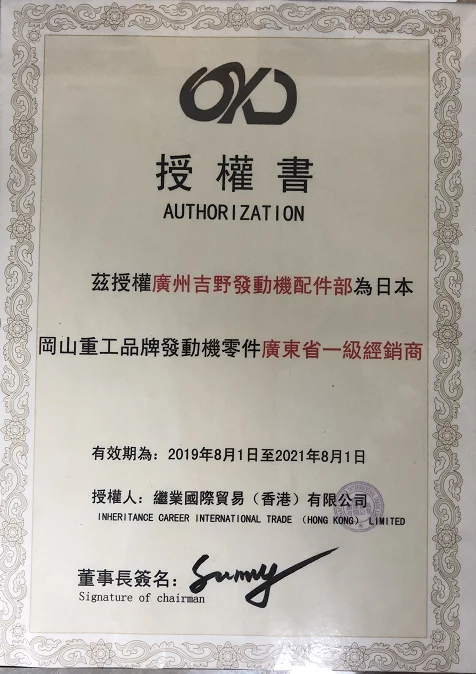 OKD
授權書
AUTHORIZATION
茲授權廣州吉野發動機配件部為日本
岡山重工品牌發動機零件廣東省一級經銷商
有效期為：2019年8月1日至2021年8月1日
授權人：繼業國際貿易（香港）有限公司
INHERITANCE CAREER INTERNATIONAL TRADE （HONG KONG） LIMITED
董事長簽名：
Sunny
Signature of chairman